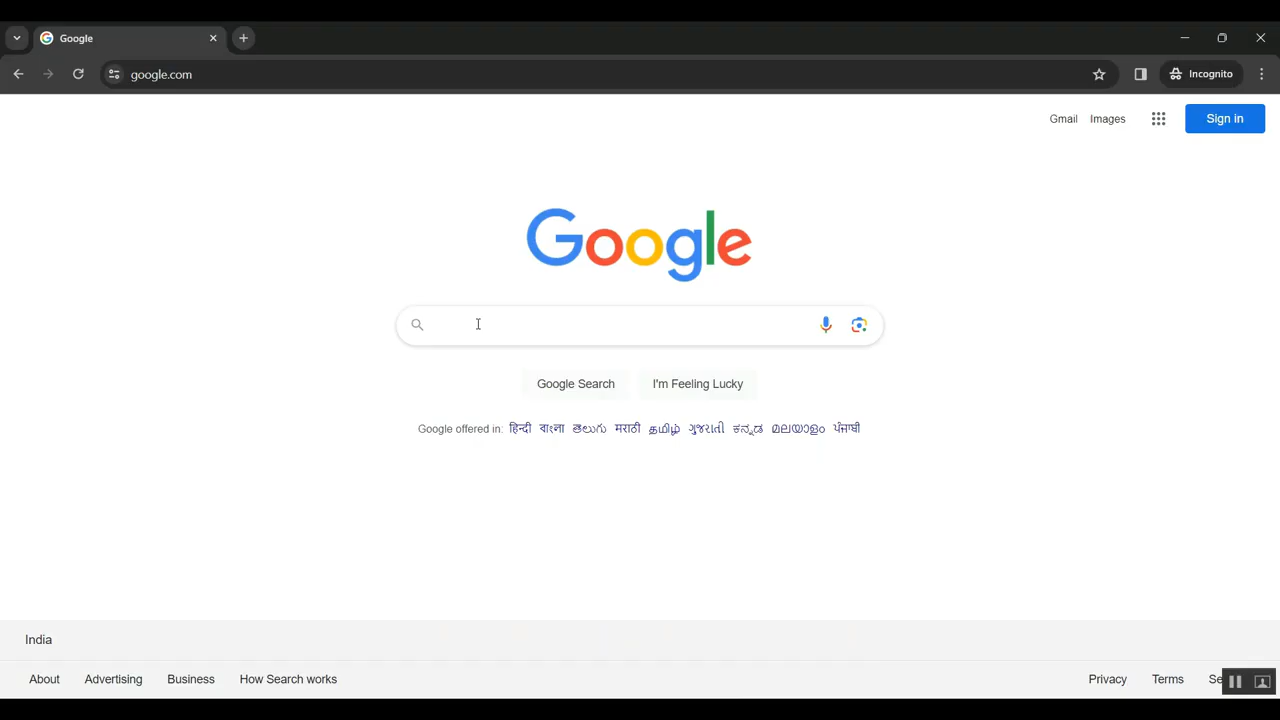 Google
google.com
Incognito
Gmail Images Sign in
Google
Google Search I'm Feeling Lucky
Google offered in: हिन्दी বাংলা తెలుగు मराठी தமிழ் ગુજરાતી ಕನ್ನಡ മലയാളം ਪੰਜਾਬੀ
India
About Advertising Business How Search works Privacy Terms Se